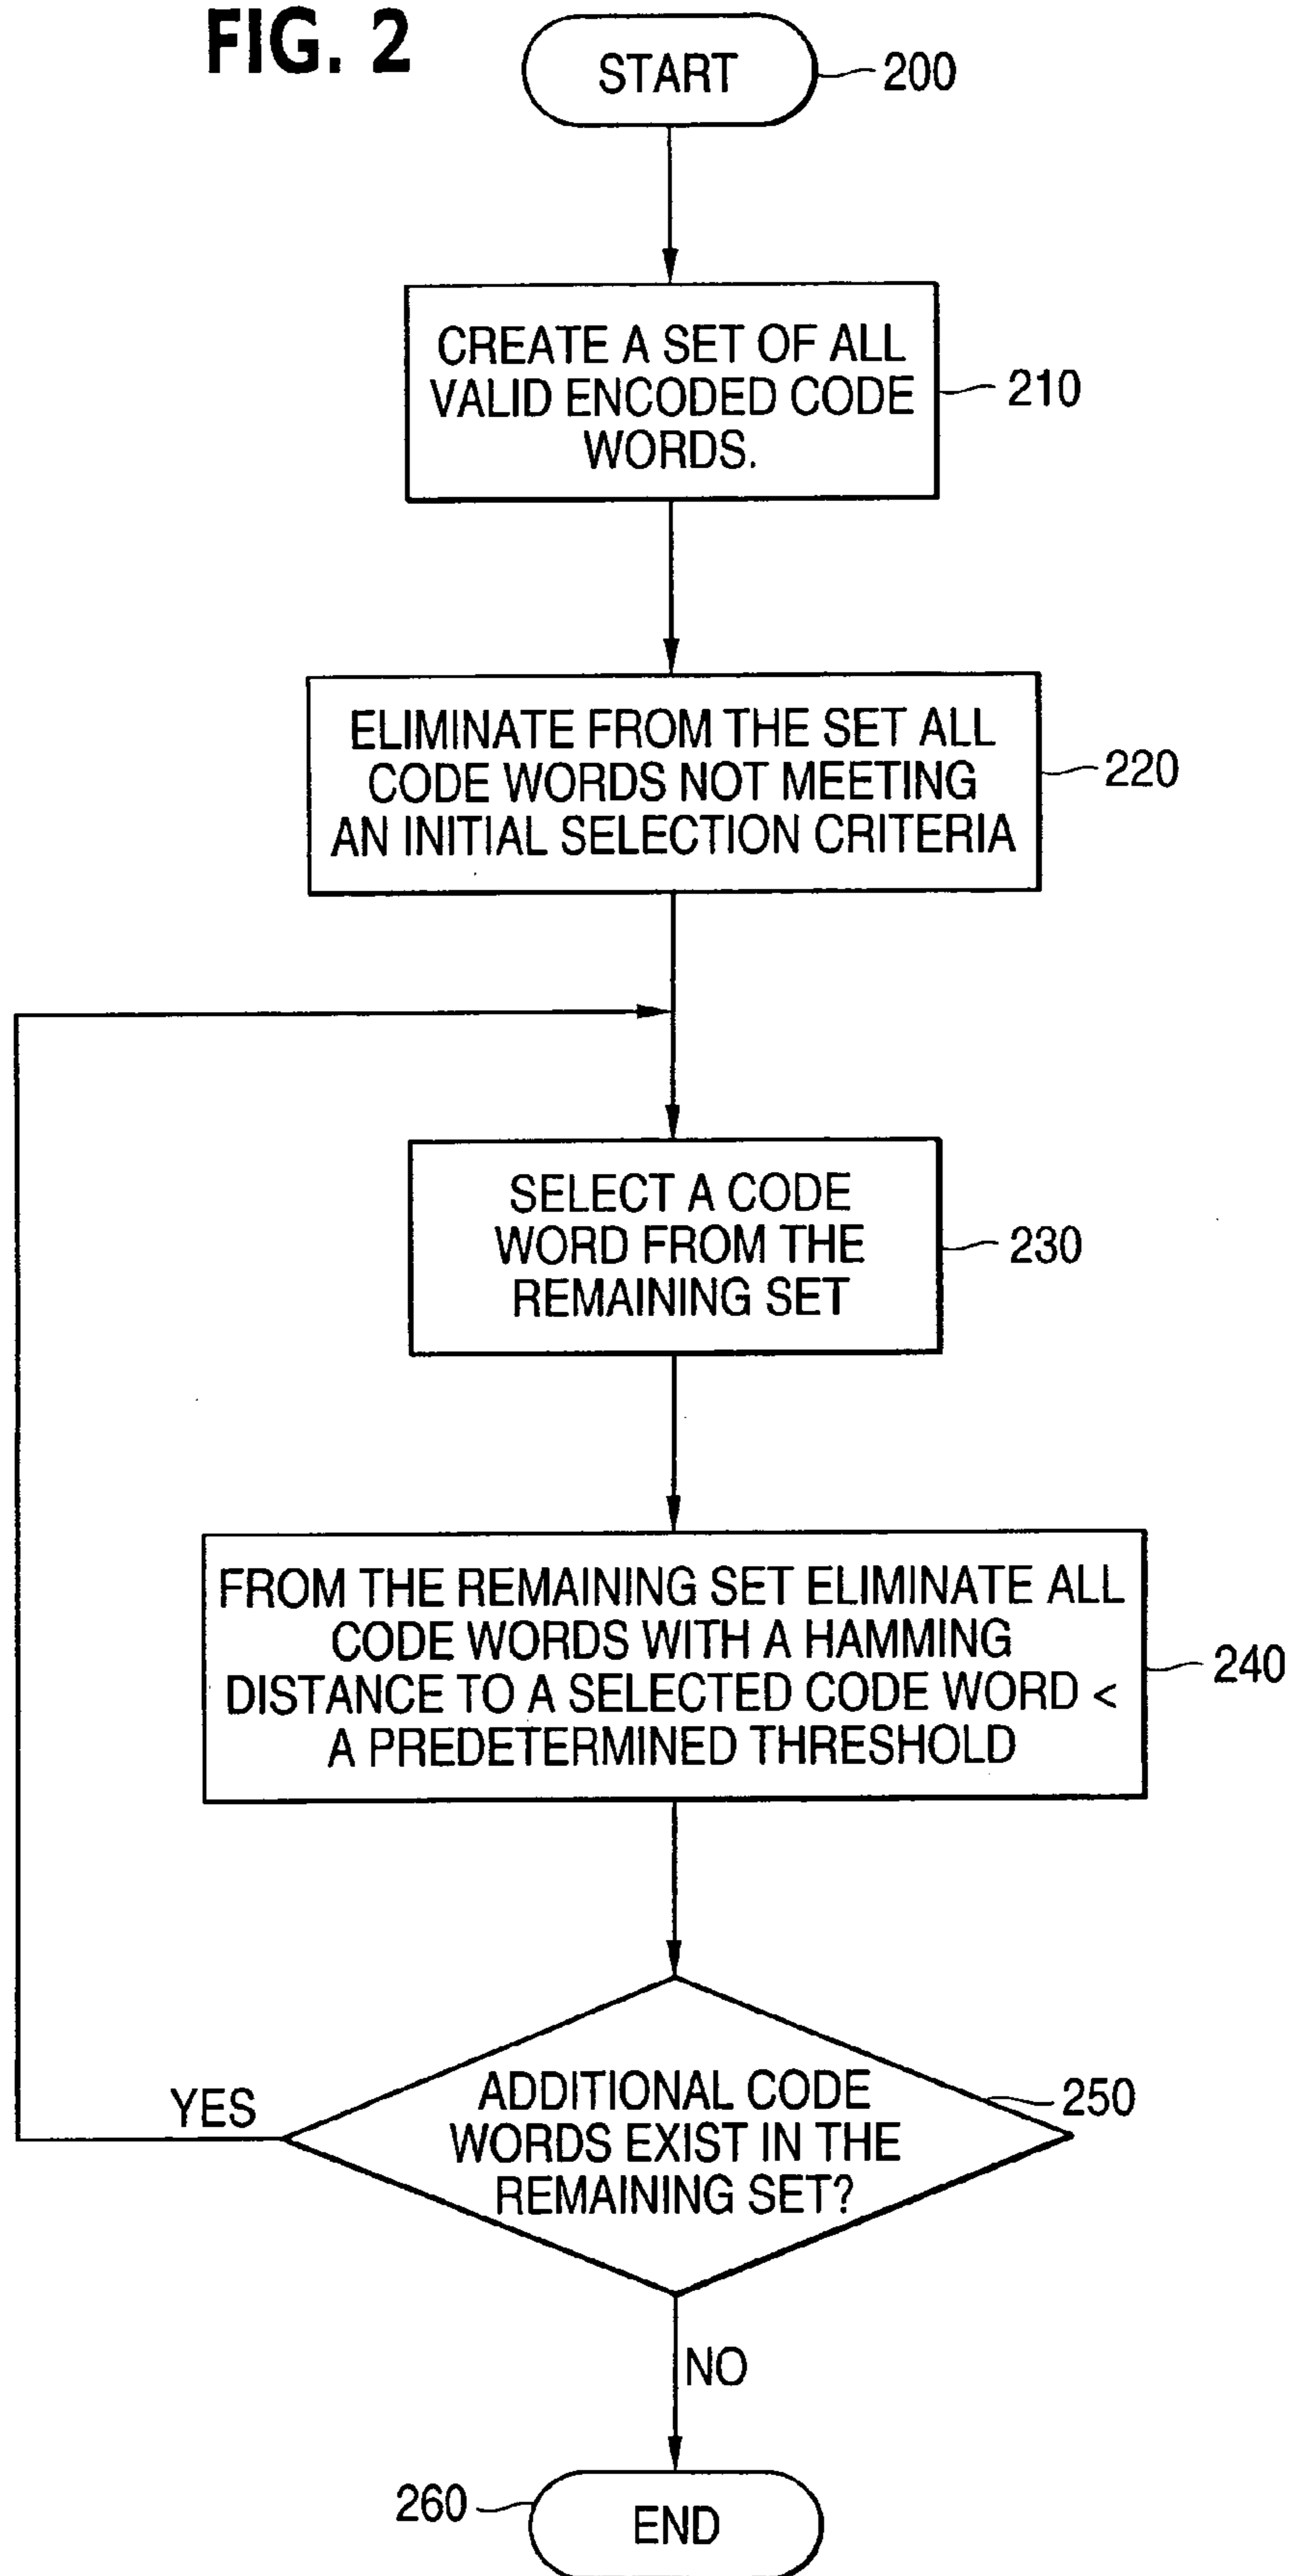 FIG. 2
START
200
CREATE A SET OF ALL
VALID ENCODED CODE
WORDS.
210
ELIMINATE FROM THE SET ALL
CODE WORDS NOT MEETING
AN INITIAL SELECTION CRITERIA
220
SELECT A CODE
WORD FROM THE
REMAINING SET
230
FROM THE REMAINING SET ELIMINATE ALL
CODE WORDS WITH A HAMMING
DISTANCE TO A SELECTED CODE WORD <
A PREDETERMINED THRESHOLD
240
YES
ADDITIONAL CODE
WORDS EXIST IN THE
REMAINING SET?
250
NO
260
END